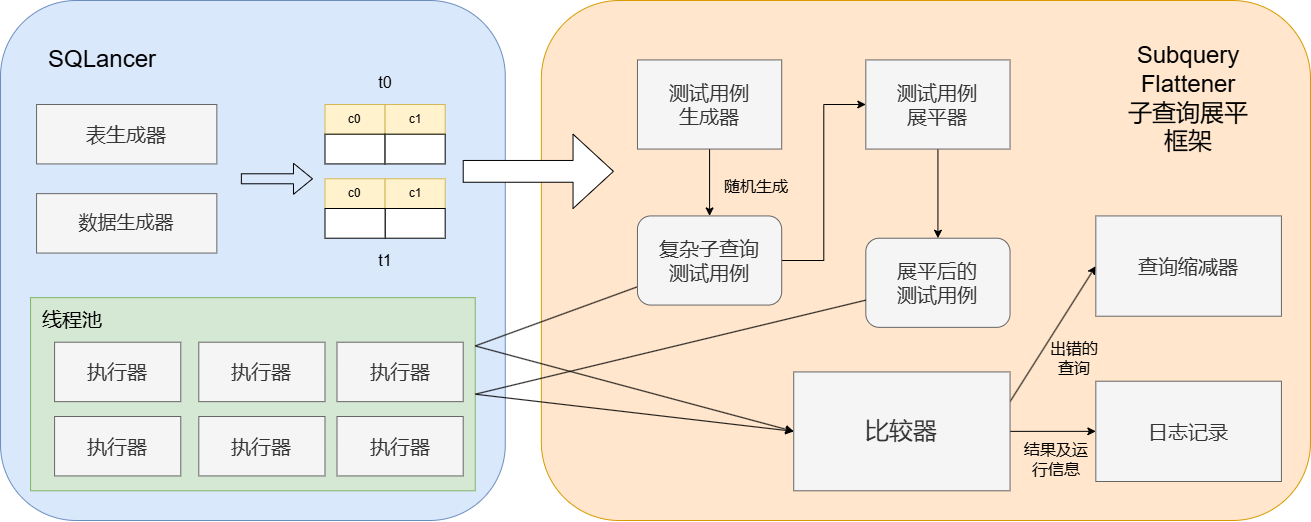 SQLancer
表生成器
数据生成器
t0
c0
c1
c0
c1
t1
线程池
执行器
执行器
执行器
执行器
执行器
执行器
Subquery
Flattener
子查询展平
框架
测试用例
生成器
随机生成
复杂子查询
测试用例
测试用例
展平器
展平后的
测试用例
比较器
出错的
查询
查询缩减器
结果及运
行信息
日志记录